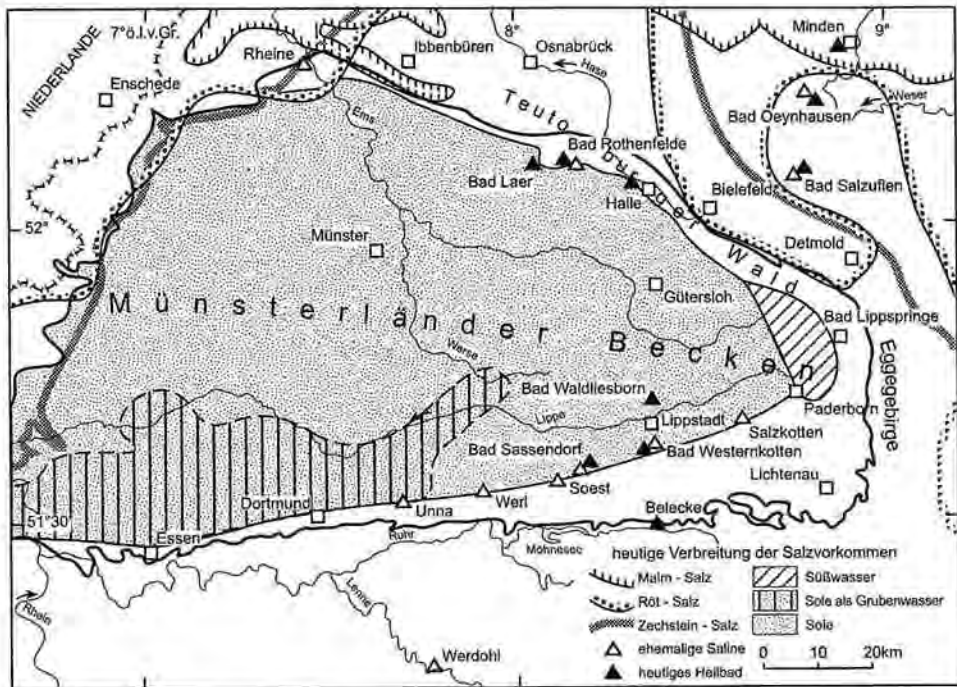 NIEDERLANDE
7°ö.l.v.Gr.
8°
9°
Rheine
Ibbenbüren
Osnabrück
Hase
Minden
Enschede
Bad Oeynhausen
Weser
Ems
Teutoburger Wald
Bad Rothenfelde
Bad Laer
Halle
Bielefeld
Bad Salzuflen
52°
Münster
Detmold
Gütersloh
Münsterländer Becken
Bad Lippspringe
Eggegebirge
Werse
Bad Waldliesborn
Lippe
Lippstadt
Paderborn
Salzkotten
Bad Sassendorf
Bad Westernkotten
Soest
Lichtenau
Dortmund
Werl
Unna
Belecke
51°30'
Essen
Ruhr
Möhnesee
Rhein
Lenne
Werdohl
heutige Verbreitung der Salzvorkommen
Malm - Salz
Röt - Salz
Zechstein - Salz
ehemalige Saline
heutiges Heilbad
Süßwasser
Sole als Grubenwasser
Sole
0 10 20km